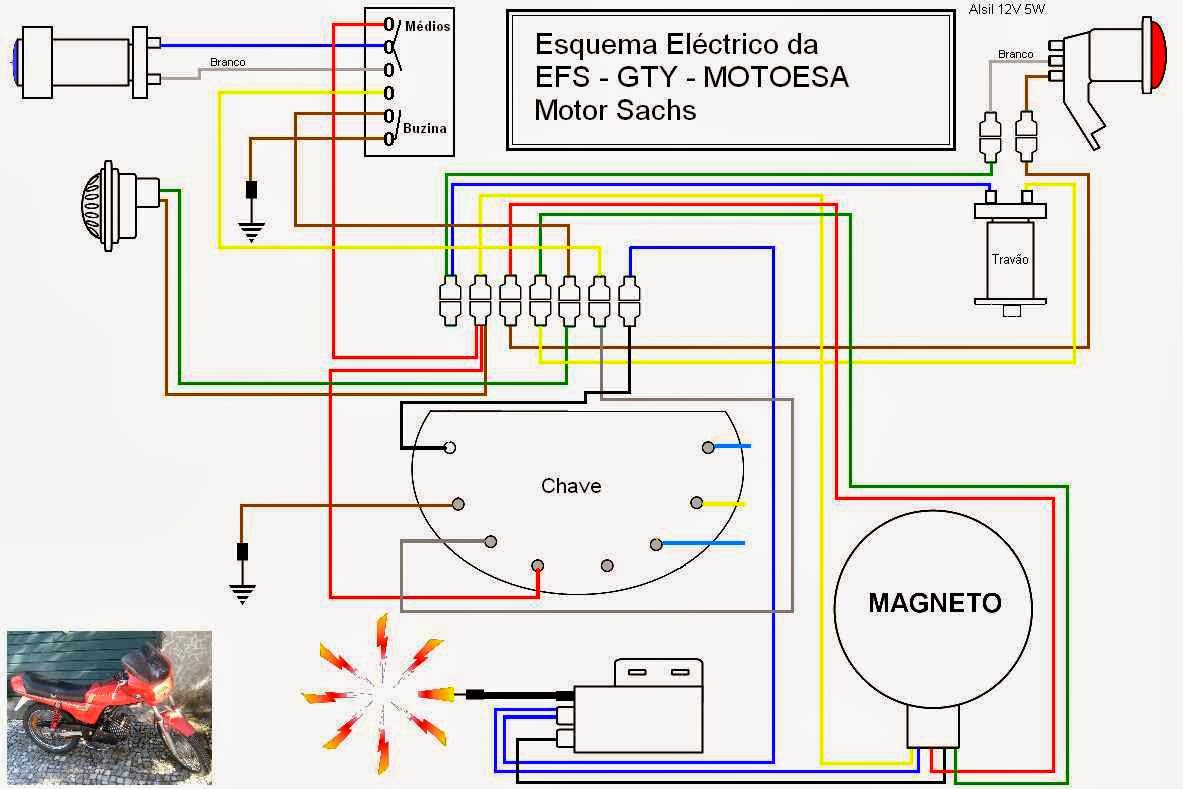 Alsil 12V 5W.
Médios
Esquema Eléctrico da
EFS - GTY - MOTOESA
Motor Sachs
Branco
Branco
Buzina
Travão
Chave
MAGNETO